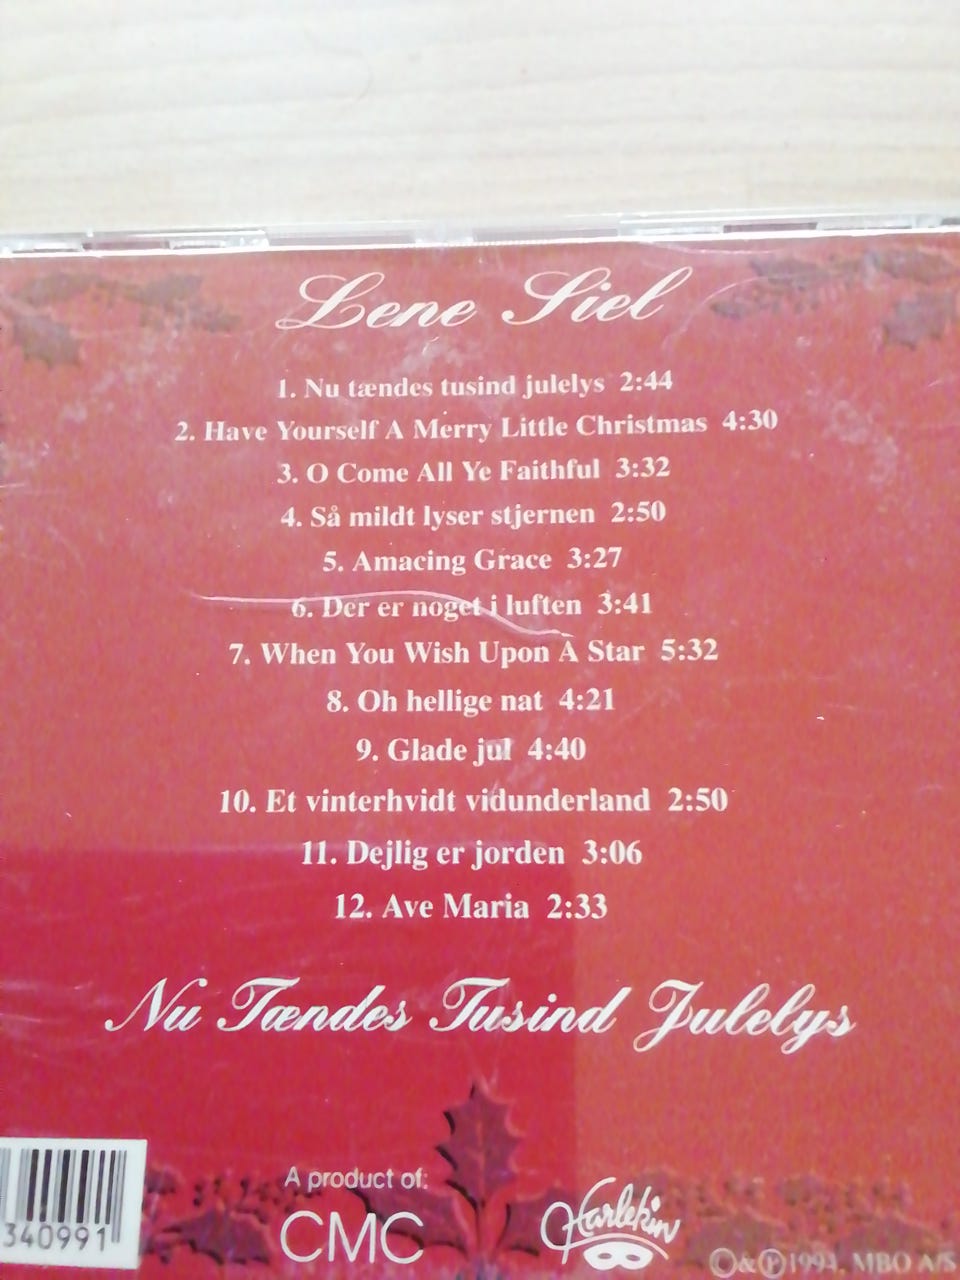 Lene Siel
1. Nu tændes tusind julelys 2:44
2. Have Yourself A Merry Little Christmas 4:30
3. O Come All Ye Faithful 3:32
4. Så mildt lyser stjernen 2:50
5. Amacing Grace 3:27
6. Der er noget i luften 3:41
7. When You Wish Upon A Star 5:32
8. Oh hellige nat 4:21
9. Glade jul 4:40
10. Et vinterhvidt vidunderland 2:50
11. Dejlig er jorden 3:06
12. Ave Maria 2:33
Nu Tændes Tusind Julelys
A product of:
CMC
Harlekin
340991
©&℗1994. MBO A/S